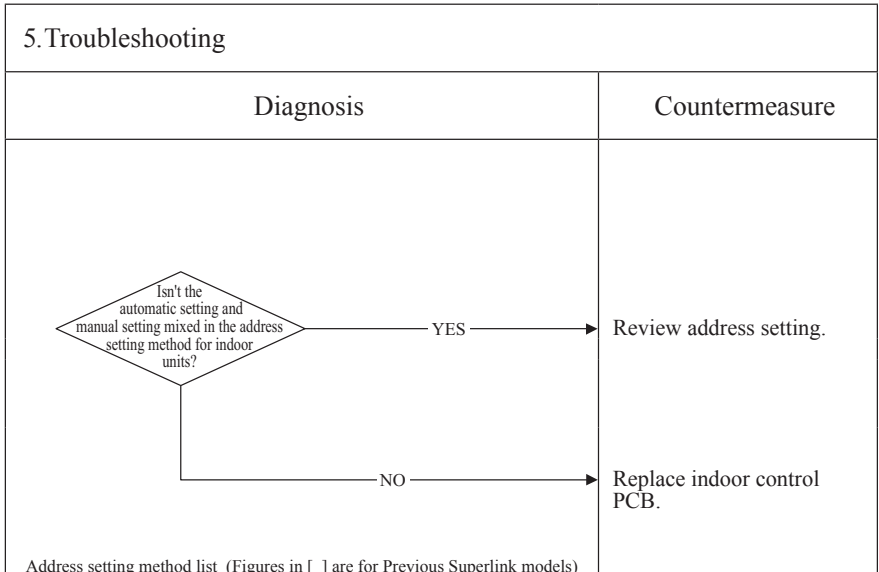 5.Troubleshooting
Diagnosis
Countermeasure
Isn't the
automatic setting and
manual setting mixed in the address
setting method for indoor
units?
YES
Review address setting.
NO
Replace indoor control
PCB.
Address setting method list (Figures in [ ] are for Previous Superlink models)